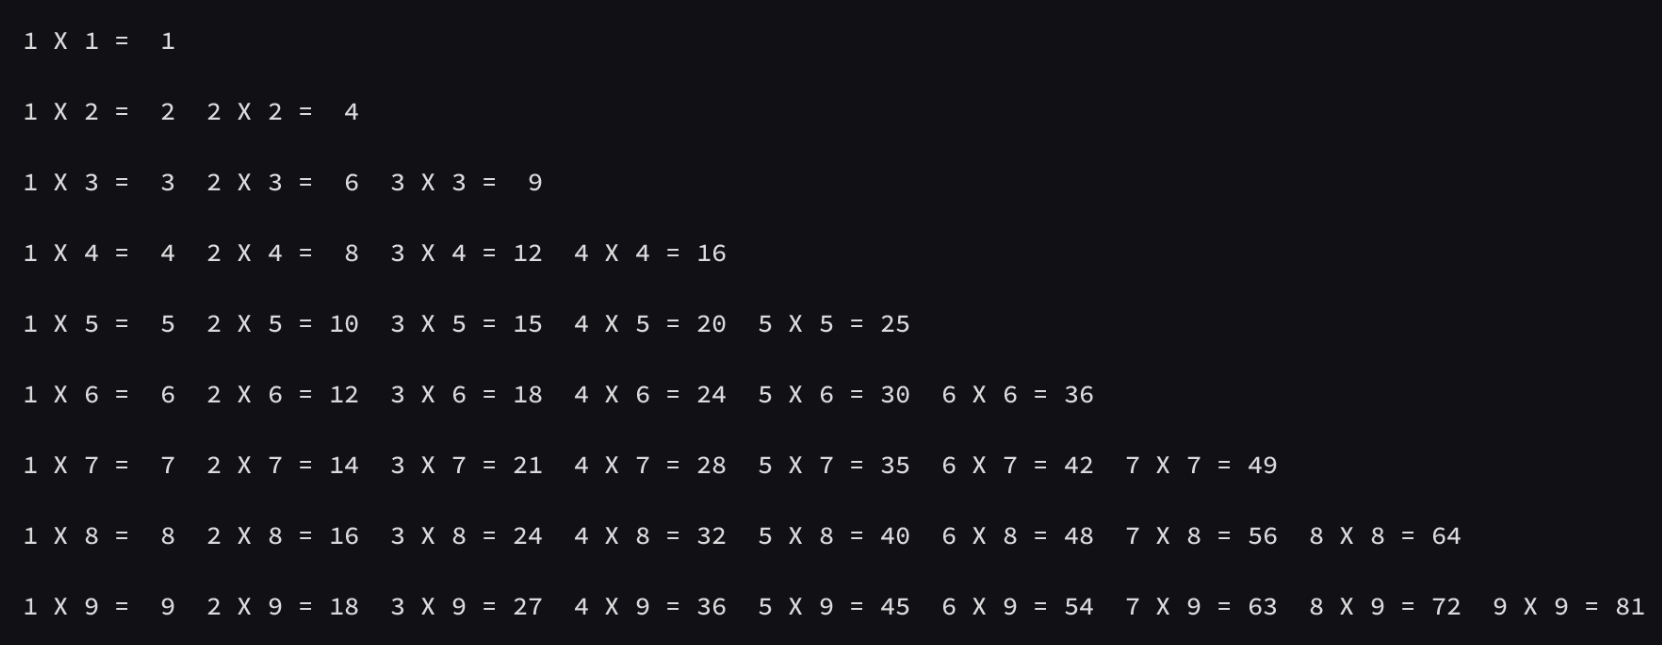 1 X 1 =  1
1 X 2 =  2  2 X 2 =  4
1 X 3 =  3  2 X 3 =  6  3 X 3 =  9
1 X 4 =  4  2 X 4 =  8  3 X 4 = 12  4 X 4 = 16
1 X 5 =  5  2 X 5 = 10  3 X 5 = 15  4 X 5 = 20  5 X 5 = 25
1 X 6 =  6  2 X 6 = 12  3 X 6 = 18  4 X 6 = 24  5 X 6 = 30  6 X 6 = 36
1 X 7 =  7  2 X 7 = 14  3 X 7 = 21  4 X 7 = 28  5 X 7 = 35  6 X 7 = 42  7 X 7 = 49
1 X 8 =  8  2 X 8 = 16  3 X 8 = 24  4 X 8 = 32  5 X 8 = 40  6 X 8 = 48  7 X 8 = 56  8 X 8 = 64
1 X 9 =  9  2 X 9 = 18  3 X 9 = 27  4 X 9 = 36  5 X 9 = 45  6 X 9 = 54  7 X 9 = 63  8 X 9 = 72  9 X 9 = 81